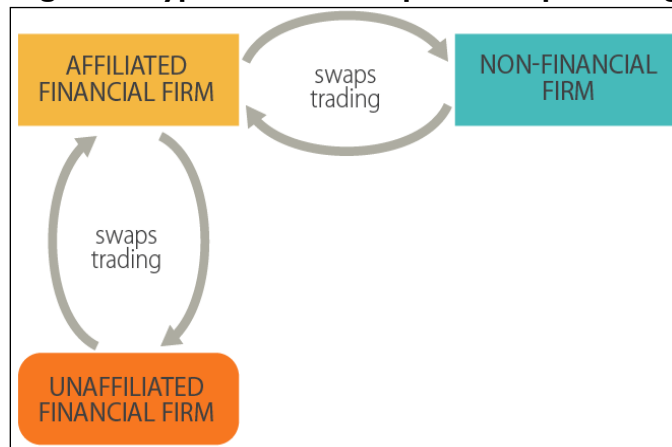 AFFILIATED
FINANCIAL FIRM
swaps
trading
NON-FINANCIAL
FIRM
swaps
trading
UNAFFILIATED
FINANCIAL FIRM